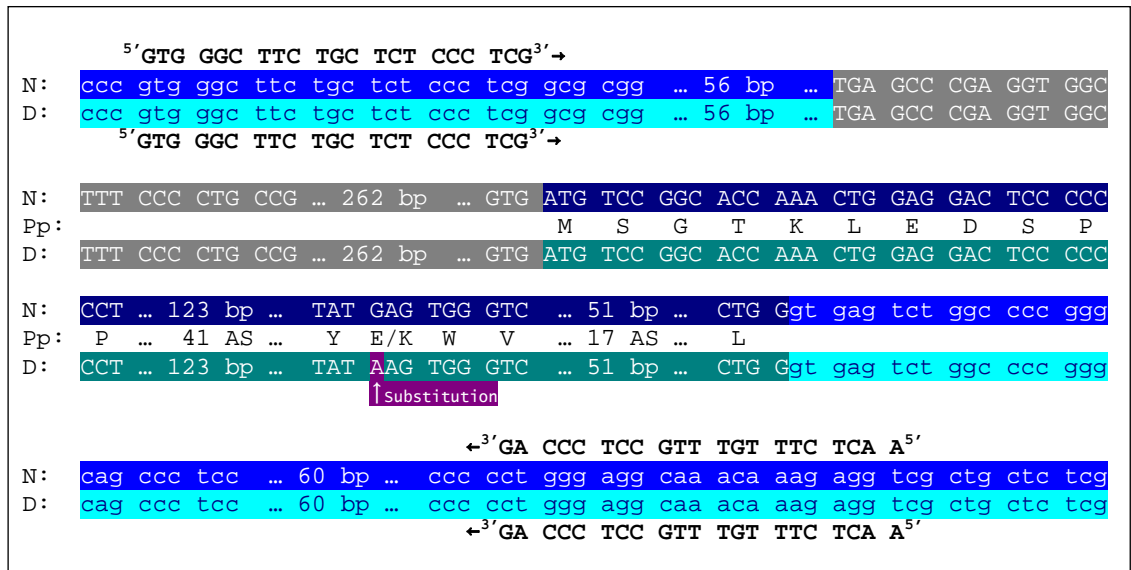 5′GTG GGC TTC TGC TCT CCC TCG3′→
N: ccc gtg ggc ttc tgc tct ccc tcg gcg cgg … 56 bp … TGA GCC CGA GGT GGC
D: ccc gtg ggc ttc tgc tct ccc tcg gcg cgg … 56 bp … TGA GCC CGA GGT GGC
5′GTG GGC TTC TGC TCT CCC TCG3′→
N: TTT CCC CTG CCG … 262 bp … GTG ATG TCC GGC ACC AAA CTG GAG GAC TCC CCC
Pp: M S G T K L E D S P
D: TTT CCC CTG CCG … 262 bp … GTG ATG TCC GGC ACC AAA CTG GAG GAC TCC CCC
N: CCT … 123 bp … TAT GAG TGG GTC … 51 bp … CTG Ggt gag tct ggc ccc ggg
Pp: P … 41 AS … Y E/K W V … 17 AS … L
D: CCT … 123 bp … TAT AAG TGG GTC … 51 bp … CTG Ggt gag tct ggc ccc ggg
↑Substitution
←3′GA CCC TCC GTT TGT TTC TCA A5′
N: cag ccc tcc … 60 bp … ccc cct ggg agg caa aca aag agg tcg ctg ctc tcg
D: cag ccc tcc … 60 bp … ccc cct ggg agg caa aca aag agg tcg ctg ctc tcg
←3′GA CCC TCC GTT TGT TTC TCA A5′